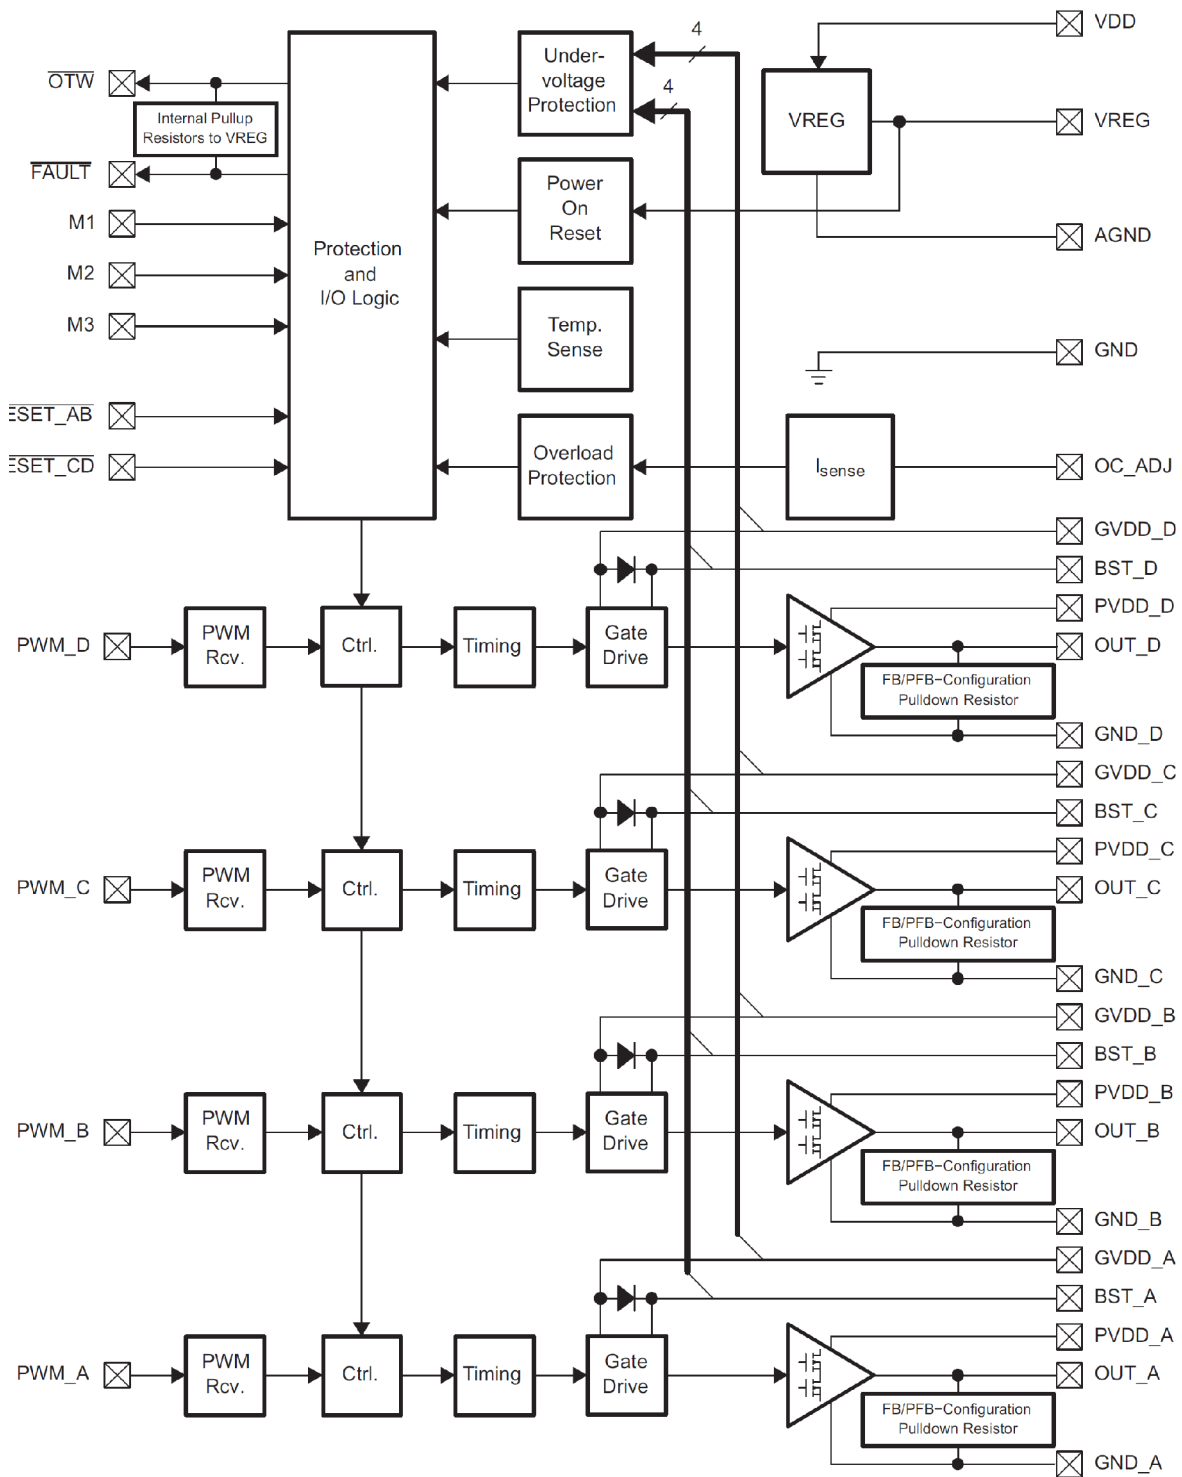 4
VDD
OTW
Under-
voltage
Protection
4
Internal Pullup
Resistors to VREG
VREG
VREG
FAULT
M1
Power
On
Reset
AGND
Protection
and
I/O Logic
M2
M3
Temp.
Sense
GND
ESET_AB
ESET_CD
Overload
Protection
Isense
OC_ADJ
GVDD_D
BST_D
PVDD_D
PWM_D
PWM
Rcv.
Ctrl.
Timing
Gate
Drive
OUT_D
FB/PFB−Configuration
Pulldown Resistor
GND_D
GVDD_C
BST_C
PVDD_C
PWM_C
PWM
Rcv.
Ctrl.
Timing
Gate
Drive
OUT_C
FB/PFB−Configuration
Pulldown Resistor
GND_C
GVDD_B
BST_B
PVDD_B
PWM_B
PWM
Rcv.
Ctrl.
Timing
Gate
Drive
OUT_B
FB/PFB−Configuration
Pulldown Resistor
GND_B
GVDD_A
BST_A
PVDD_A
PWM_A
PWM
Rcv.
Ctrl.
Timing
Gate
Drive
OUT_A
FB/PFB−Configuration
Pulldown Resistor
GND_A